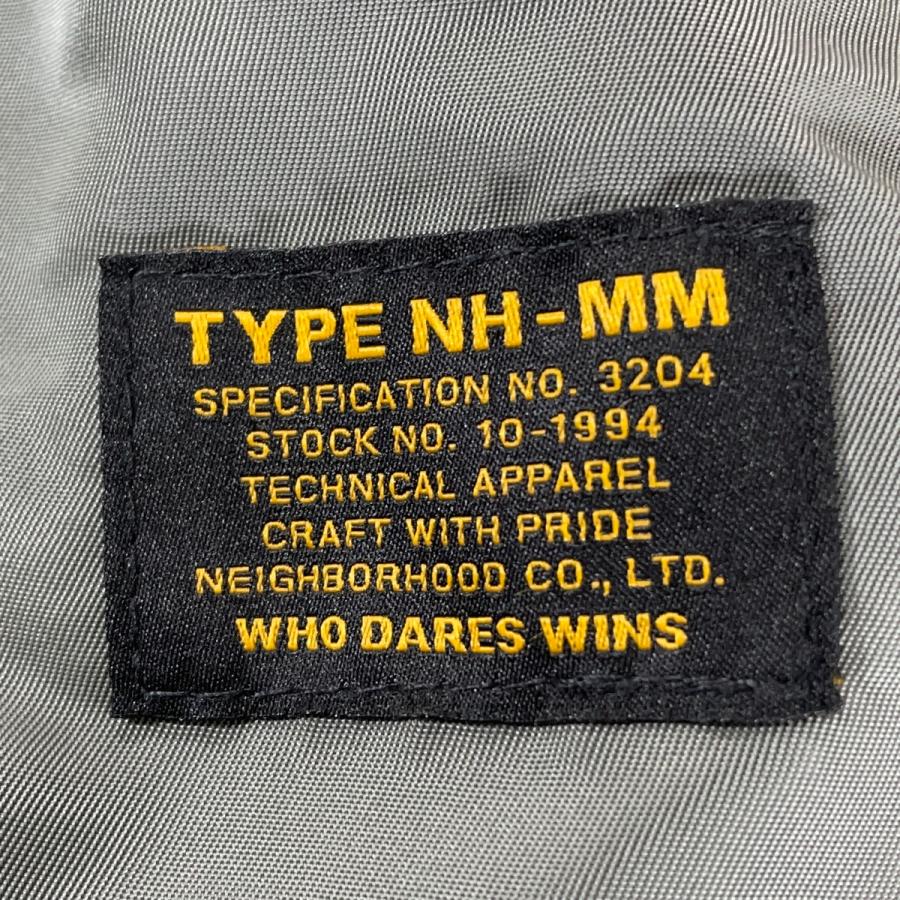 TYPE NH-MM
SPECIFICATION NO. 3204
STOCK NO. 10-1994
TECHNICAL APPAREL
CRAFT WITH PRIDE
NEIGHBORHOOD CO., LTD.
WHO DARES WINS